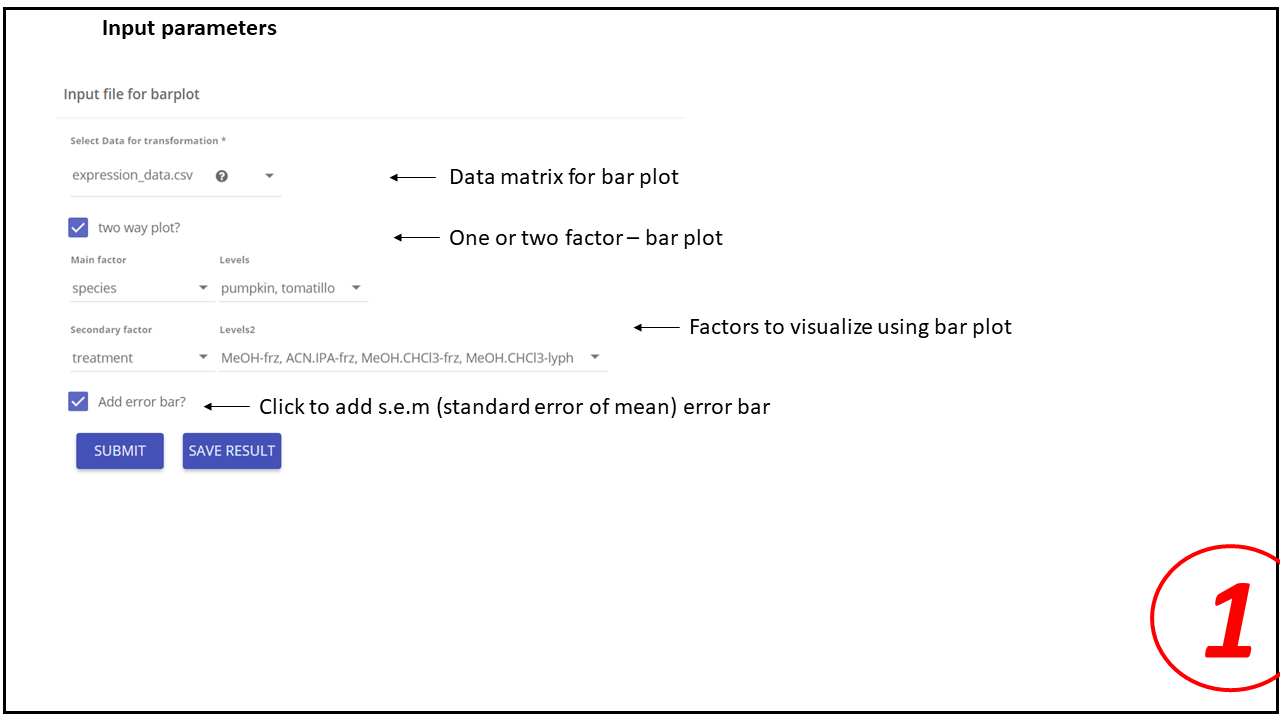 Input parameters
Input file for barplot
Select Data for transformation *
expression_data.csv ?
Data matrix for bar plot
two way plot?
One or two factor – bar plot
Main factor Levels
species pumpkin, tomatillo
Factors to visualize using bar plot
Secondary factor Levels2
treatment MeOH-frz, ACN.IPA-frz, MeOH.CHCl3-frz, MeOH.CHCl3-lyph
Add error bar?
Click to add s.e.m (standard error of mean) error bar
SUBMIT SAVE RESULT
1